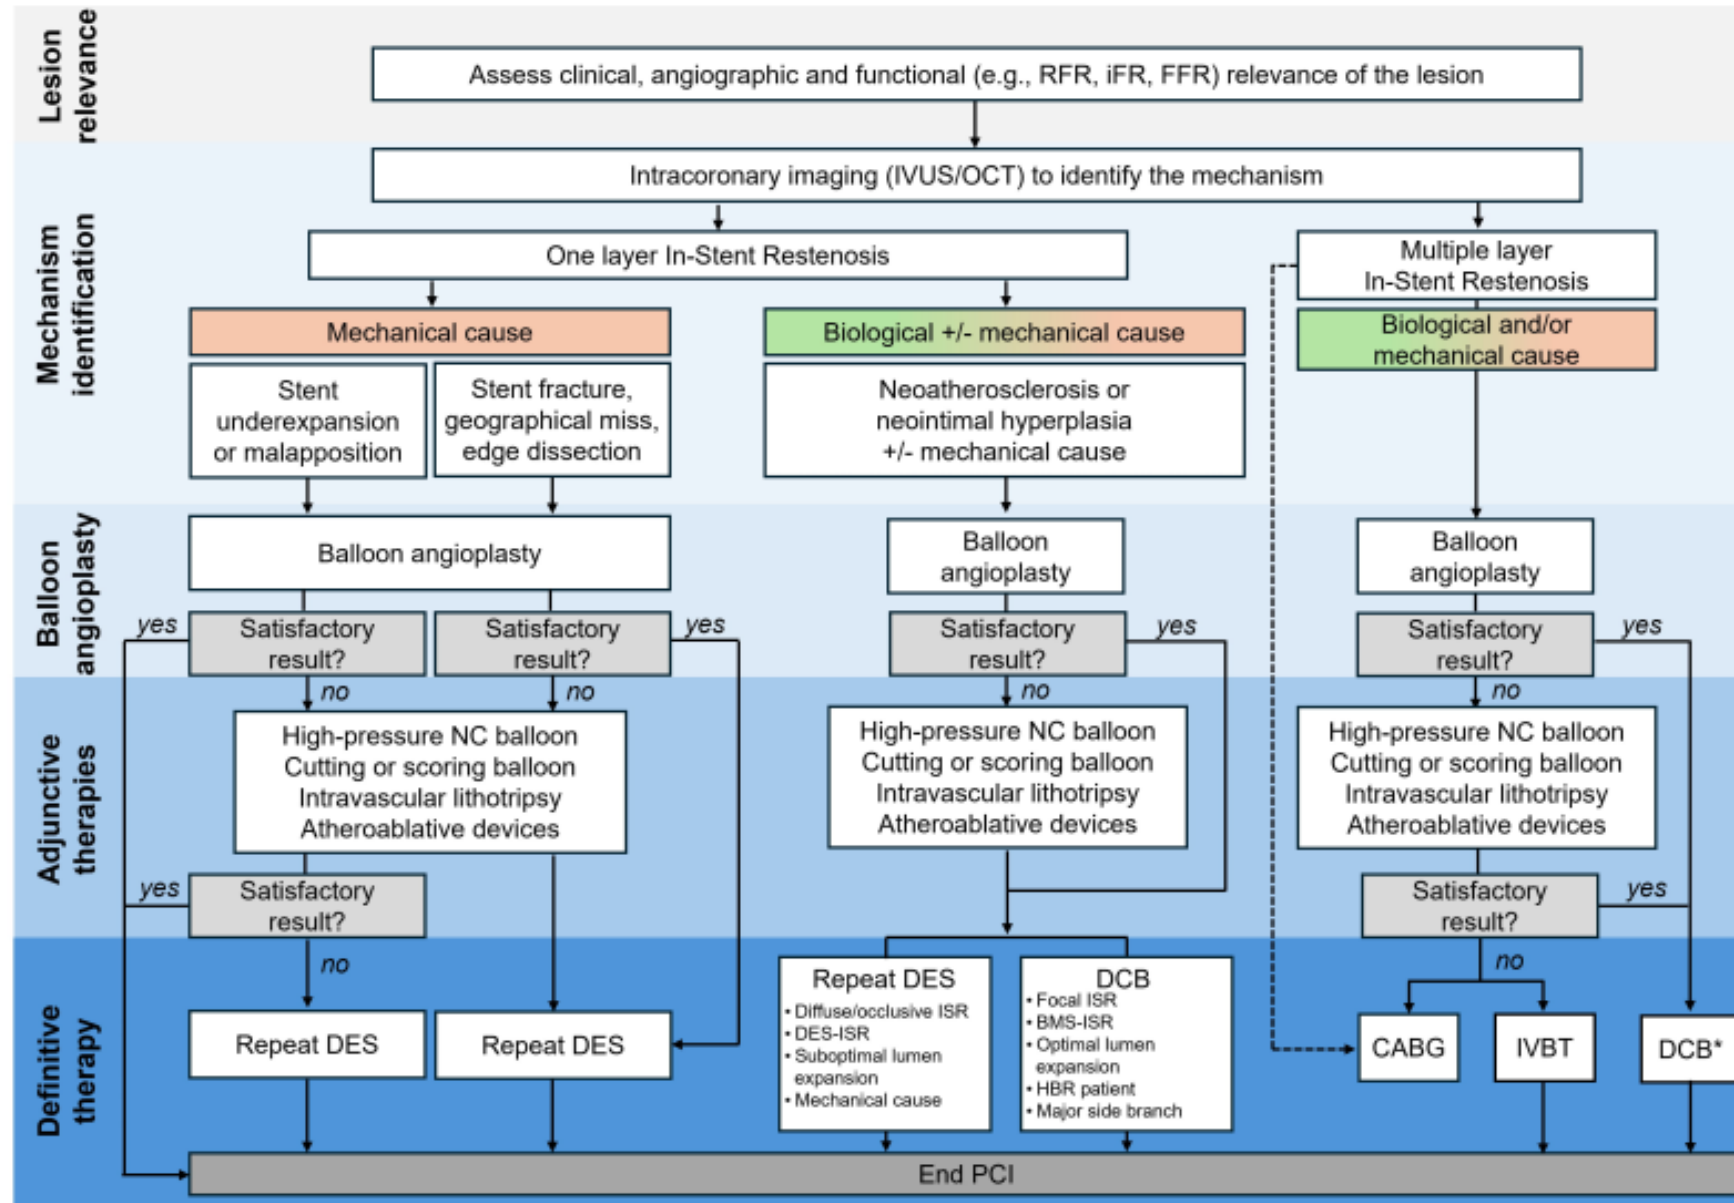 Lesion
relevance
Assess clinical, angiographic and functional (e.g., RFR, iFR, FFR) relevance of the lesion
Mechanism
identification
Intracoronary imaging (IVUS/OCT) to identify the mechanism
One layer In-Stent Restenosis
Multiple layer
In-Stent Restenosis
Mechanical cause
Biological +/- mechanical cause
Biological and/or
mechanical cause
Stent
underexpansion
or malapposition
Stent fracture,
geographical miss,
edge dissection
Neoatherosclerosis or
neointimal hyperplasia
+/- mechanical cause
Balloon
angioplasty
Balloon angioplasty
Balloon
angioplasty
Balloon
angioplasty
yes
Satisfactory
result?
Satisfactory
result?
yes
Satisfactory
result?
yes
Satisfactory
result?
yes
no
no
no
no
Adjunctive
therapies
High-pressure NC balloon
Cutting or scoring balloon
Intravascular lithotripsy
Atheroablative devices
High-pressure NC balloon
Cutting or scoring balloon
Intravascular lithotripsy
Atheroablative devices
High-pressure NC balloon
Cutting or scoring balloon
Intravascular lithotripsy
Atheroablative devices
yes
Satisfactory
result?
Satisfactory
result?
yes
no
no
Definitive
therapy
Repeat DES
Repeat DES
Repeat DES
• Diffuse/occlusive ISR
• DES-ISR
• Suboptimal lumen
expansion
• Mechanical cause
DCB
• Focal ISR
• BMS-ISR
• Optimal lumen
expansion
• HBR patient
• Major side branch
CABG
IVBT
DCB*
End PCI